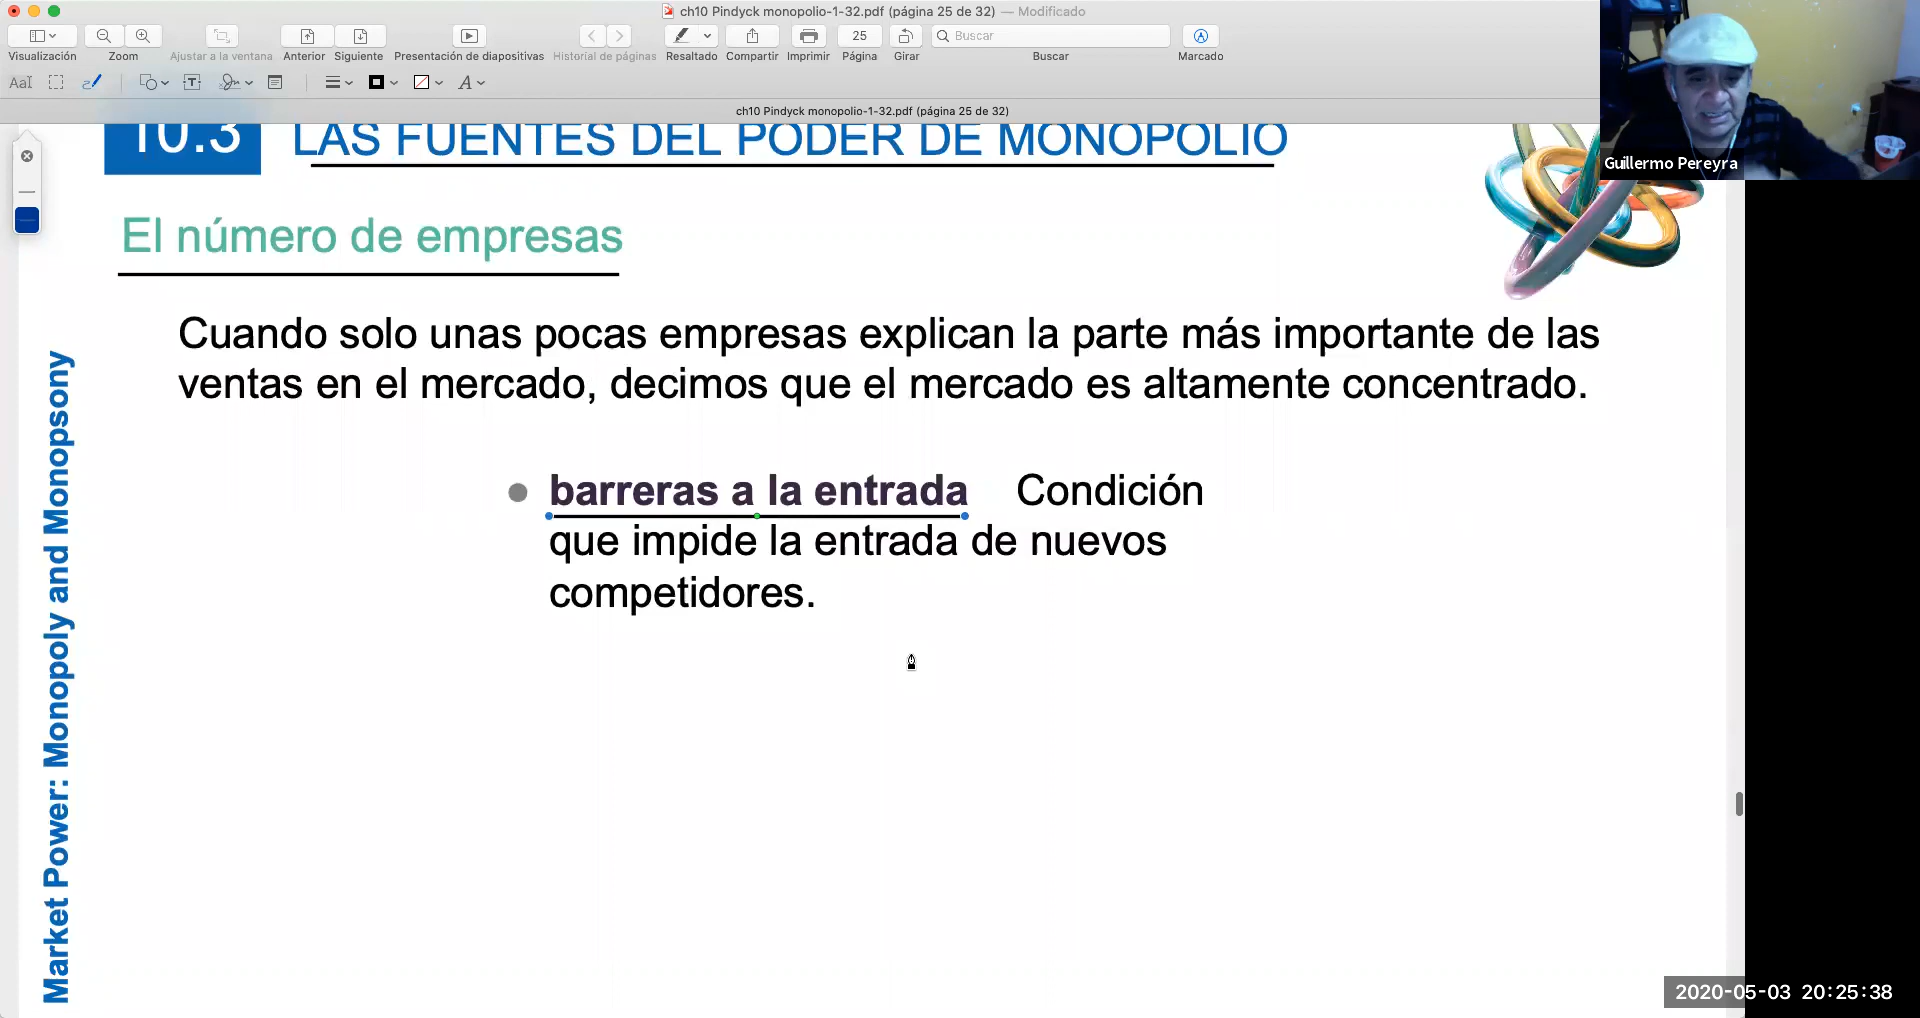 ch10 Pindyck monopolio-1-32.pdf (página 25 de 32) — Modificado
25
Buscar
Visualización
Zoom
Ajustar a la ventana
Anterior
Siguiente
Presentación de diapositivas
Historial de páginas
Resaltado
Compartir
Imprimir
Página
Girar
Buscar
Marcado
AaI
T
A
ch10 Pindyck monopolio-1-32.pdf (página 25 de 32)
Guillermo Pereyra
10.3 LAS FUENTES DEL PODER DE MONOPOLIO
El número de empresas
Cuando solo unas pocas empresas explican la parte más importante de las
ventas en el mercado, decimos que el mercado es altamente concentrado.
● barreras a la entrada Condición
que impide la entrada de nuevos
competidores.
Market Power: Monopoly and Monopsony
2020-05-03 20:25:38